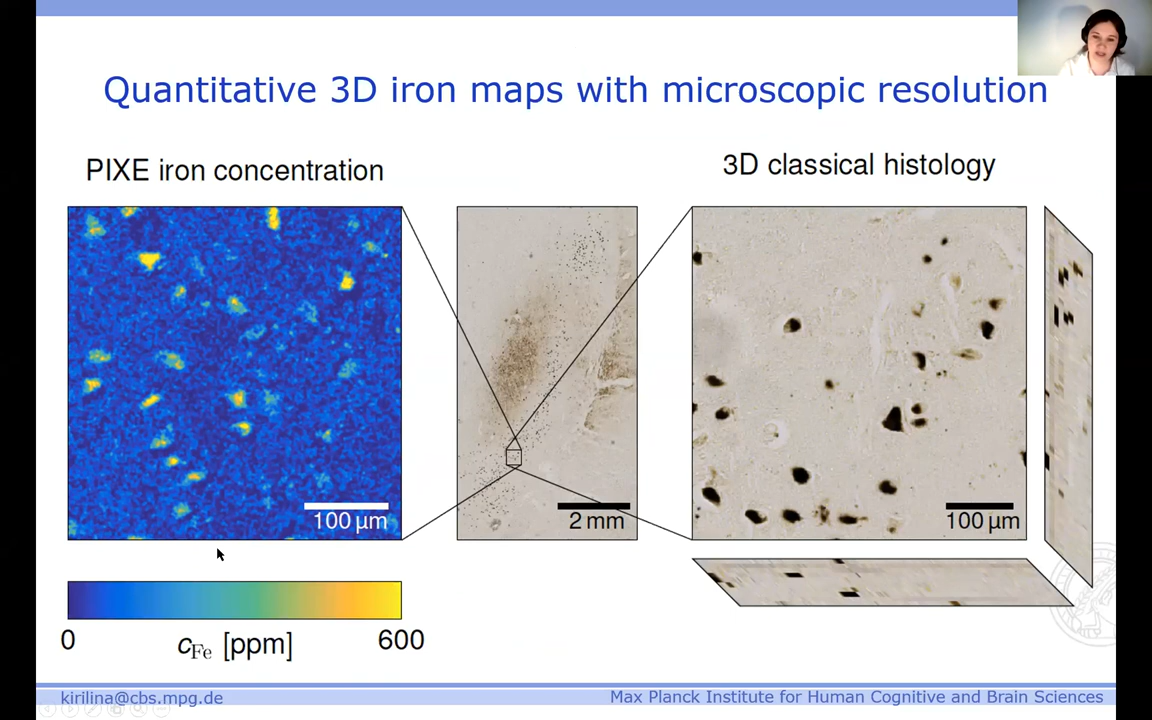 Quantitative 3D iron maps with microscopic resolution
PIXE iron concentration
3D classical histology
100 µm
2 mm
100 µm
0
cFe [ppm]
600
kirilina@cbs.mpg.de
Max Planck Institute for Human Cognitive and Brain Sciences